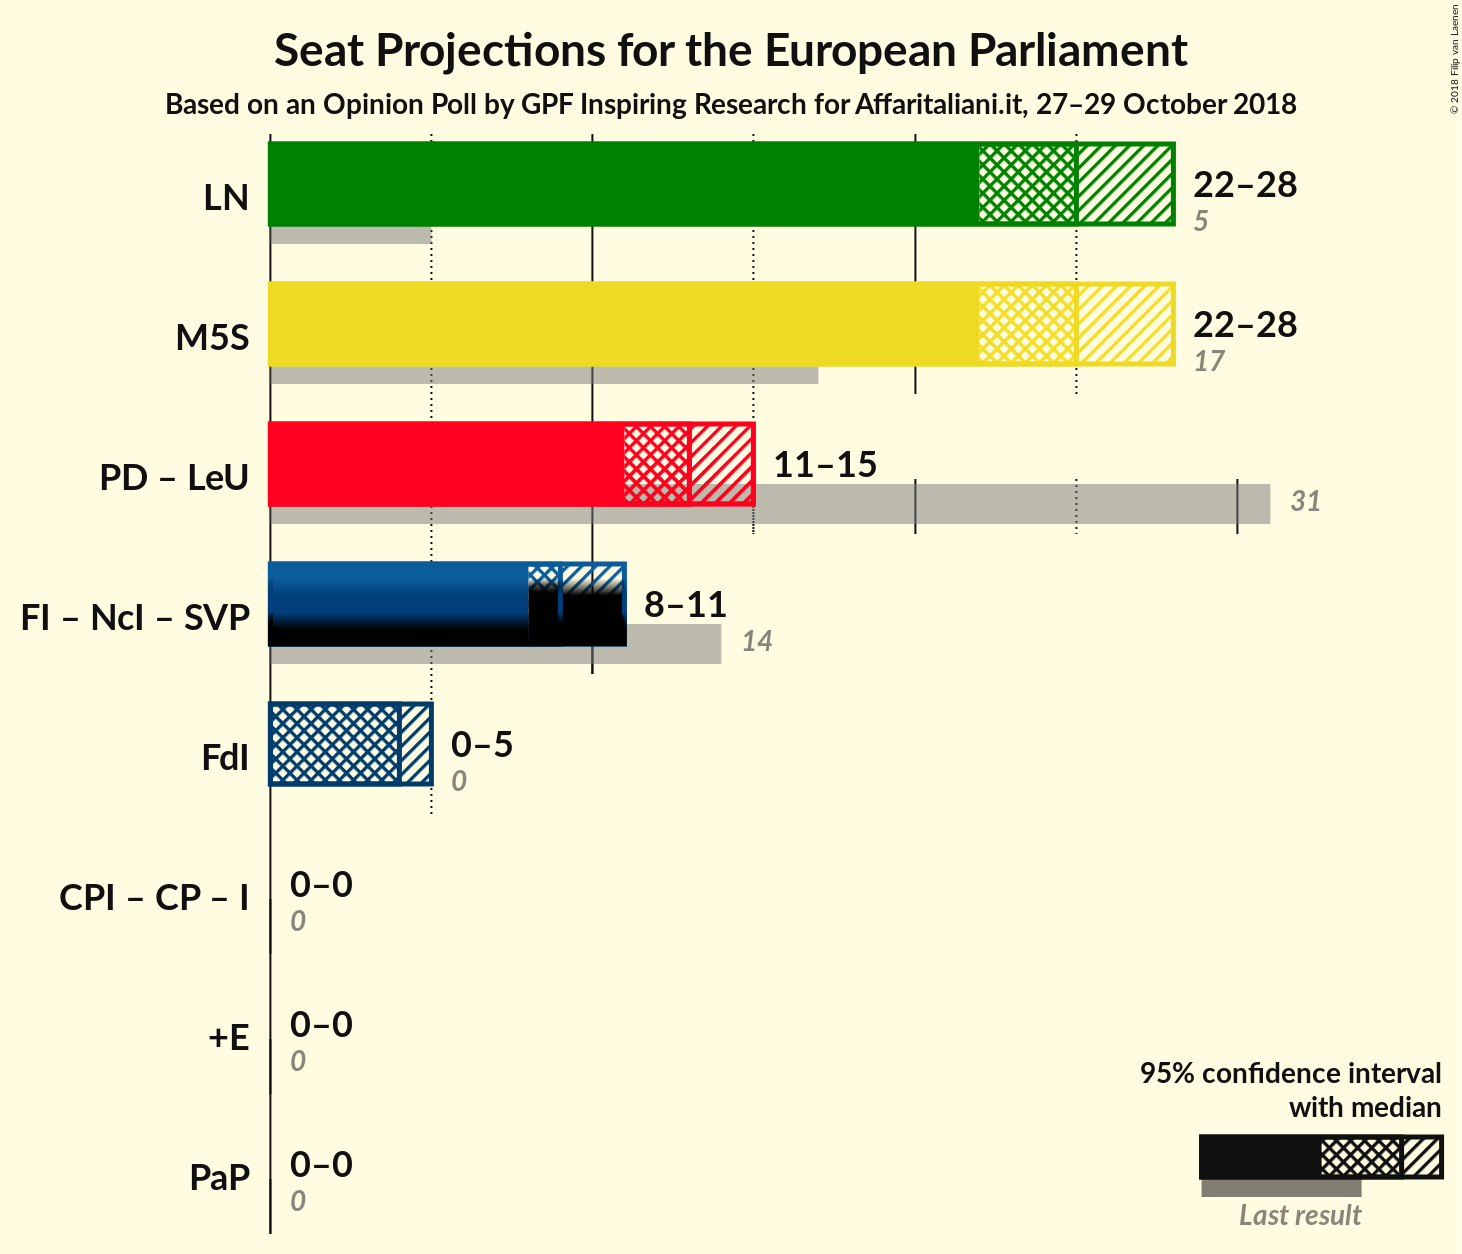 Seat Projections for the European Parliament
Based on an Opinion Poll by GPF Inspiring Research for Affaritaliani.it, 27–29 October 2018
© 2018 Filip van Laenen
LN
22–28
5
M5S
22–28
17
PD – LeU
11–15
31
FI – NcI – SVP
8–11
14
FdI
0–5
0
CPI – CP – I
0–0
0
+E
0–0
0
PaP
0–0
0
95% confidence interval
with median
Last result